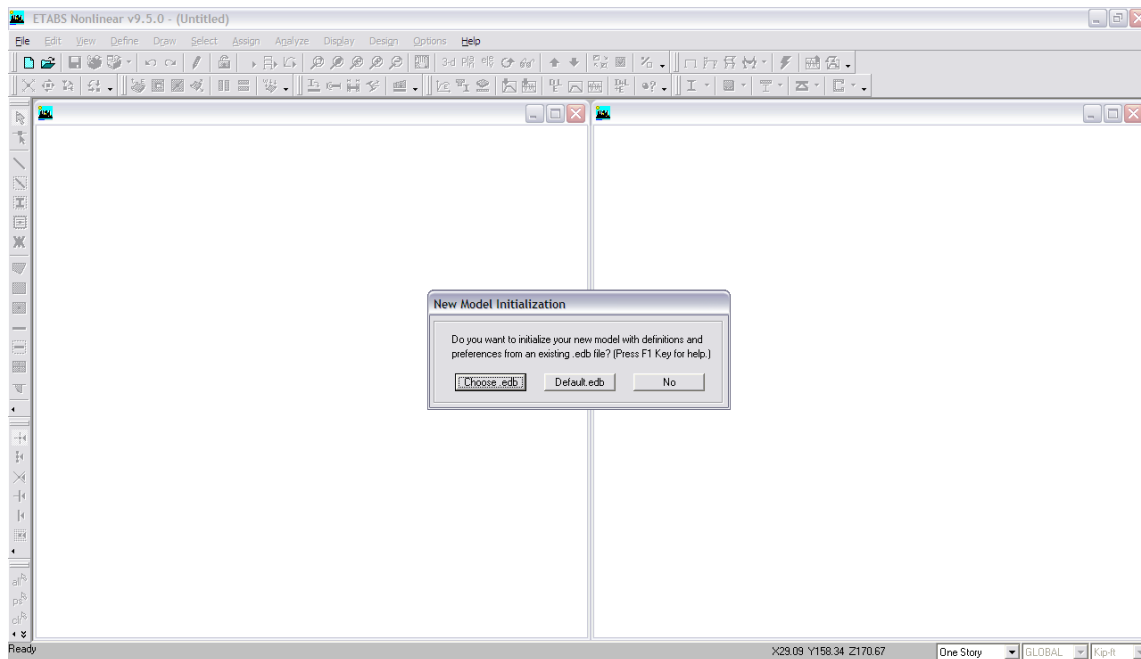 ETABS Nonlinear v9.5.0 - (Untitled)
File Edit View Define Draw Select Assign Analyze Display Design Options Help
3-d
New Model Initialization
Do you want to initialize your new model with definitions and
preferences from an existing .edb file? (Press F1 Key for help.)
Choose .edb Default.edb No
Ready X29.09 Y158.34 Z170.67 One Story GLOBAL Kip-ft